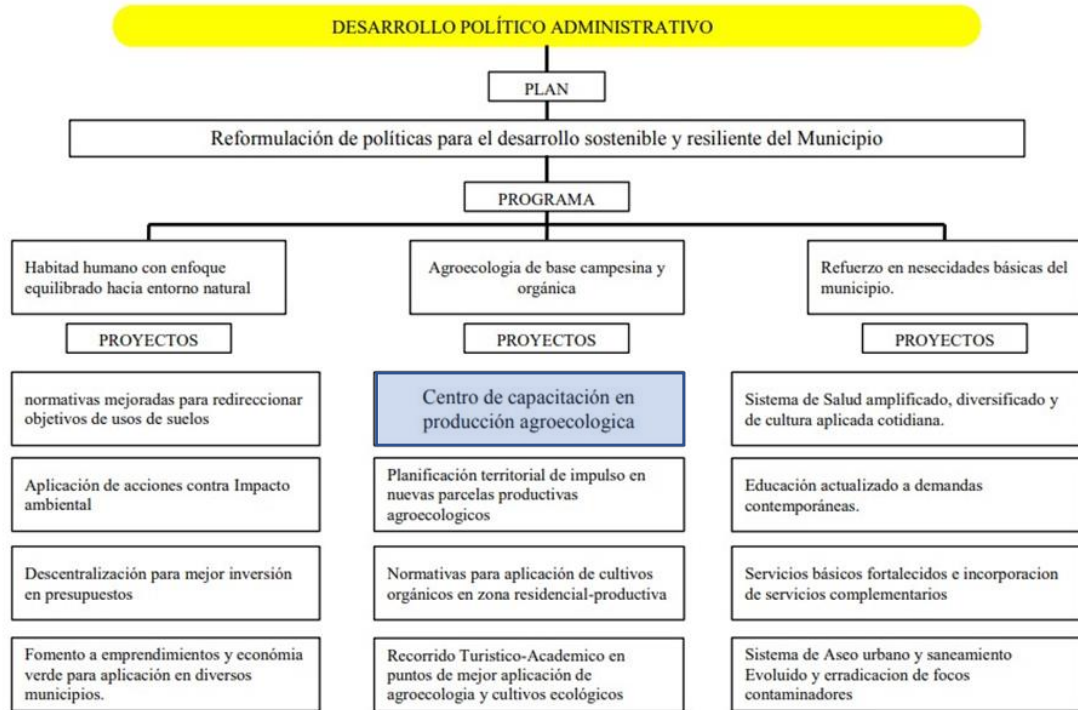 DESARROLLO POLÍTICO ADMINISTRATIVO
PLAN
Reformulación de políticas para el desarrollo sostenible y resiliente del Municipio
PROGRAMA
Habitad humano con enfoque
equilibrado hacia entorno natural
PROYECTOS
normativas mejoradas para redireccionar
objetivos de usos de suelos
Aplicación de acciones contra Impacto
ambiental
Descentralización para mejor inversión
en presupuestos
Fomento a emprendimientos y económia
verde para aplicación en diversos
municipios.
Agroecologia de base campesina y
orgánica
PROYECTOS
Centro de capacitación en
producción agroecologica
Planificación territorial de impulso en
nuevas parcelas productivas
agroecologicos
Normativas para aplicación de cultivos
orgánicos en zona residencial-productiva
Recorrido Turistico-Academico en
puntos de mejor aplicación de
agroecologia y cultivos ecológicos
Refuerzo en nesecidades básicas del
municipio.
PROYECTOS
Sistema de Salud amplificado, diversificado y
de cultura aplicada cotidiana.
Educación actualizado a demandas
contemporáneas.
Servicios básicos fortalecidos e incorporacion
de servicios complementarios
Sistema de Aseo urbano y saneamiento
Evoluido y erradicacion de focos
contaminadores